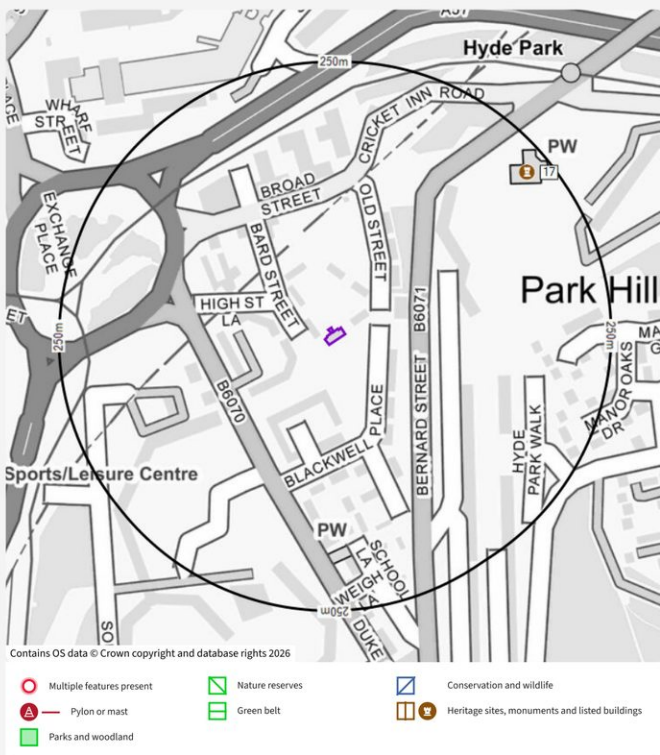 A57
Hyde Park
250m
CRICKET INN ROAD
WHARF
STREET
PLACE
PW
17
BROAD
STREET
OLD STREET
EXCHANGE
PLACE
BARD STREET
Park Hill
HIGH ST
LA
B6071
ET
250m
250m
MA
G
MANOR OAKS
DR
B6070
PLACE
BERNARD STREET
HYDE
PARK WALK
BLACKWELL
Sports/Leisure Centre
PW
SCHOOL
LA
WEIGH
LA
250m
DUKE
SO
Contains OS data © Crown copyright and database rights 2026
Multiple features present
Nature reserves
Conservation and wildlife
Pylon or mast
Green belt
Heritage sites, monuments and listed buildings
Parks and woodland